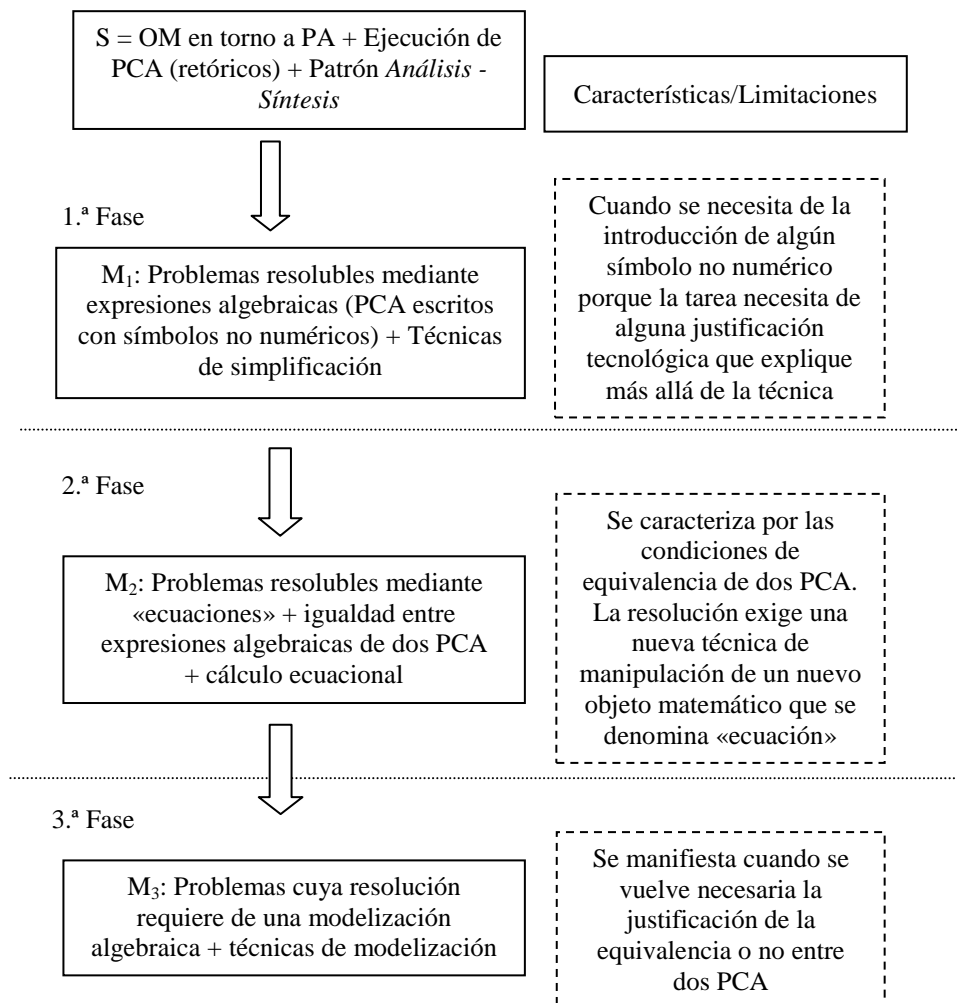 S = OM en torno a PA + Ejecución de
PCA (retóricos) + Patrón Análisis -
Síntesis
Características/Limitaciones
1.ª Fase
M₁: Problemas resolubles mediante
expresiones algebraicas (PCA escritos
con símbolos no numéricos) + Técnicas
de simplificación
Cuando se necesita de la
introducción de algún
símbolo no numérico
porque la tarea necesita de
alguna justificación
tecnológica que explique
más allá de la técnica
2.ª Fase
M₂: Problemas resolubles mediante
«ecuaciones» + igualdad entre
expresiones algebraicas de dos PCA
+ cálculo ecuacional
Se caracteriza por las
condiciones de
equivalencia de dos PCA.
La resolución exige una
nueva técnica de
manipulación de un nuevo
objeto matemático que se
denomina «ecuación»
3.ª Fase
M₃: Problemas cuya resolución
requiere de una modelización
algebraica + técnicas de modelización
Se manifiesta cuando se
vuelve necesaria la
justificación de la
equivalencia o no entre
dos PCA